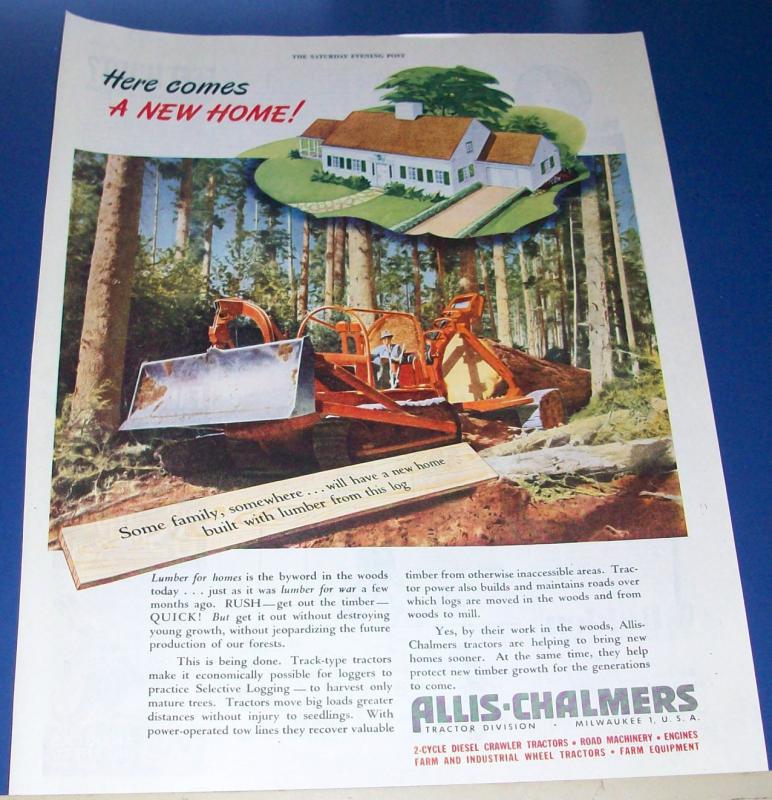 THE SATURDAY EVENING POST
Here comes
A NEW HOME!
Some family, somewhere . . . will have a new home
built with lumber from this log
Lumber for homes is the byword in the woods
today . . . just as it was lumber for war a few
months ago. RUSH—get out the timber—
QUICK! But get it out without destroying
young growth, without jeopardizing the future
production of our forests.
This is being done. Track-type tractors
make it economically possible for loggers to
practice Selective Logging — to harvest only
mature trees. Tractors move big loads greater
distances without injury to seedlings. With
power-operated tow lines they recover valuable
timber from otherwise inaccessible areas. Trac-
tor power also builds and maintains roads over
which logs are moved in the woods and from
woods to mill.
Yes, by their work in the woods, Allis-
Chalmers tractors are helping to bring new
homes sooner. At the same time, they help
protect new timber growth for the generations
to come.
ALLIS-CHALMERS
TRACTOR DIVISION · MILWAUKEE 1, U. S. A.
2-CYCLE DIESEL CRAWLER TRACTORS • ROAD MACHINERY • ENGINES
FARM AND INDUSTRIAL WHEEL TRACTORS • FARM EQUIPMENT